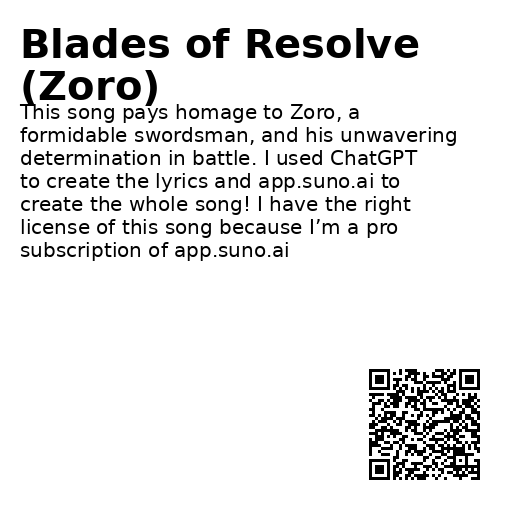 Blades of Resolve
(Zoro)
This song pays homage to Zoro, a
formidable swordsman, and his unwavering
determination in battle. I used ChatGPT
to create the lyrics and app.suno.ai to
create the whole song! I have the right
license of this song because I’m a pro
subscription of app.suno.ai